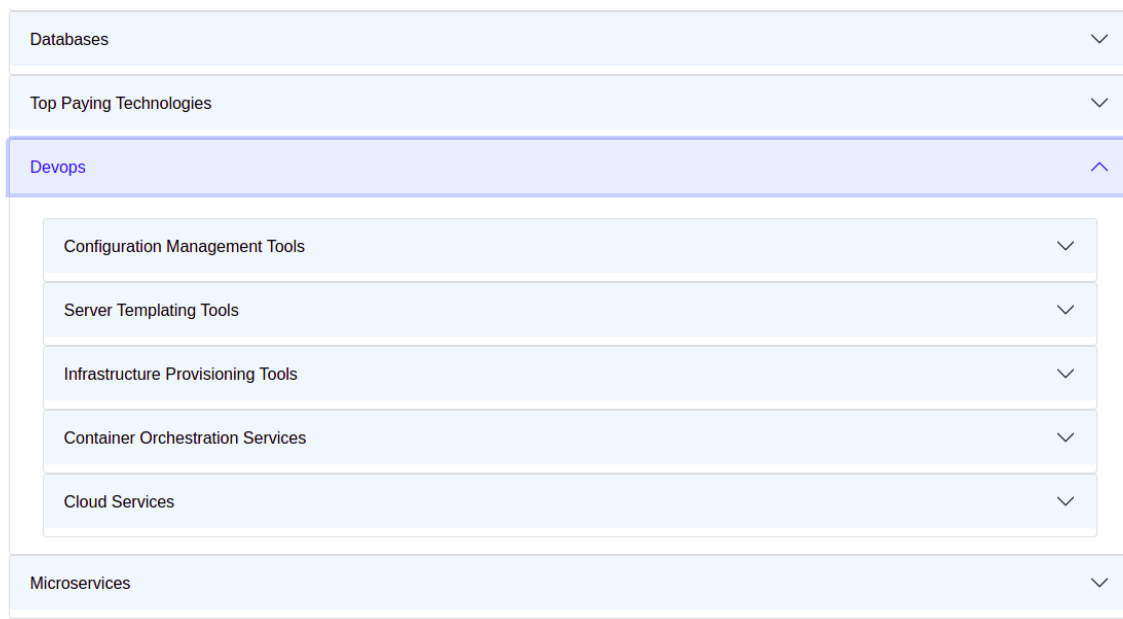 Databases
Top Paying Technologies
Devops
Configuration Management Tools
Server Templating Tools
Infrastructure Provisioning Tools
Container Orchestration Services
Cloud Services
Microservices